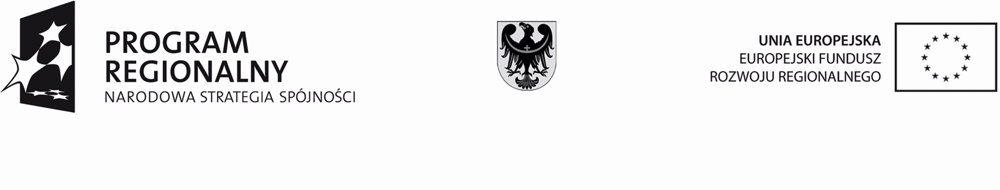 PROGRAM
REGIONALNY
NARODOWA STRATEGIA SPÓJNOŚCI
UNIA EUROPEJSKA
EUROPEJSKI FUNDUSZ
ROZWOJU REGIONALNEGO